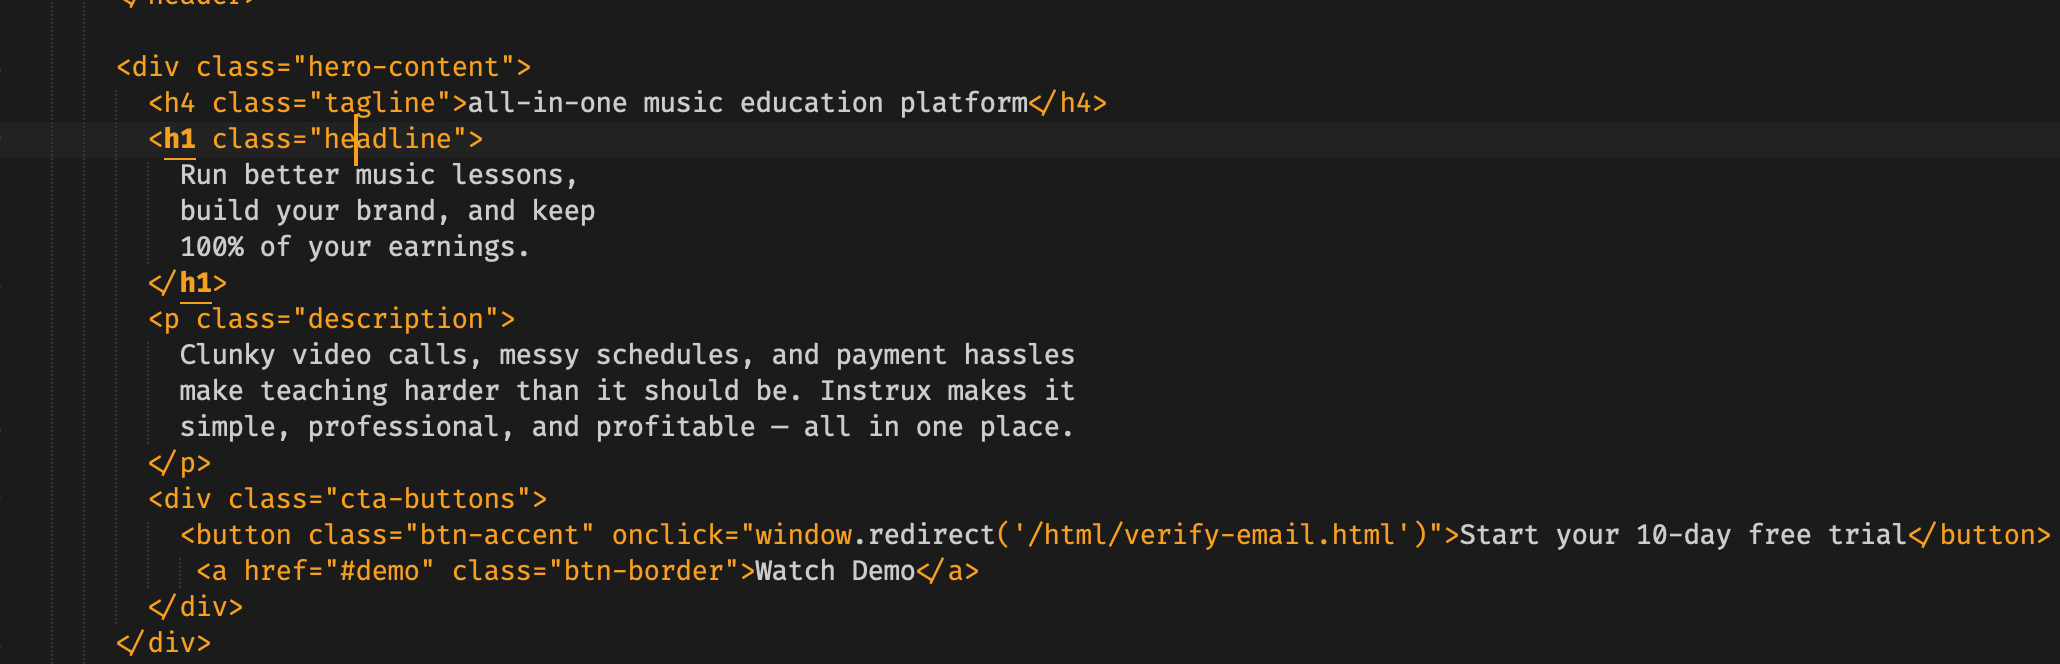 </header>
<div class="hero-content">
<h4 class="tagline">all-in-one music education platform</h4>
<h1 class="headline">
Run better music lessons,
build your brand, and keep
100% of your earnings.
</h1>
<p class="description">
Clunky video calls, messy schedules, and payment hassles
make teaching harder than it should be. Instrux makes it
simple, professional, and profitable — all in one place.
</p>
<div class="cta-buttons">
<button class="btn-accent" onclick="window.redirect('/html/verify-email.html')">Start your 10-day free trial</button>
<a href="#demo" class="btn-border">Watch Demo</a>
</div>
</div>